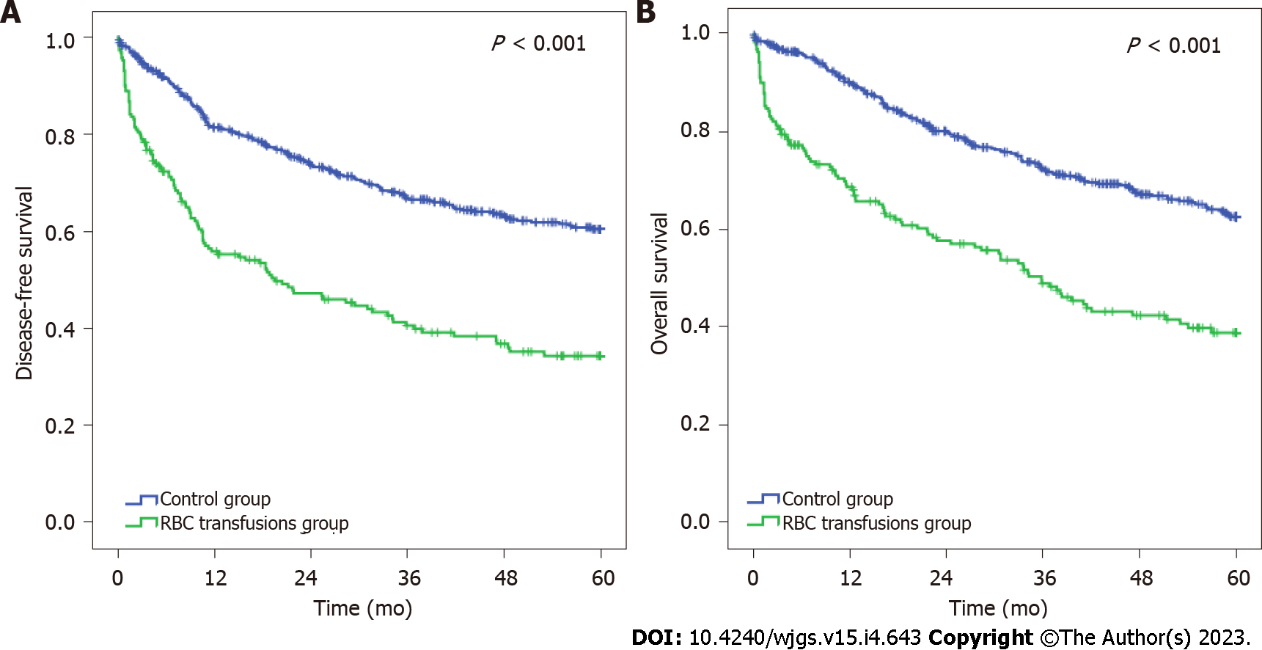 A
Disease-free survival
1.0
0.8
0.6
0.4
0.2
0.0
P < 0.001
Control group
RBC transfusions group
0 12 24 36 48 60
Time (mo)
B
Overall survival
1.0
0.8
0.6
0.4
0.2
0.0
P < 0.001
Control group
RBC transfusions group
0 12 24 36 48 60
Time (mo)
DOI: 10.4240/wjgs.v15.i4.643 Copyright ©The Author(s) 2023.